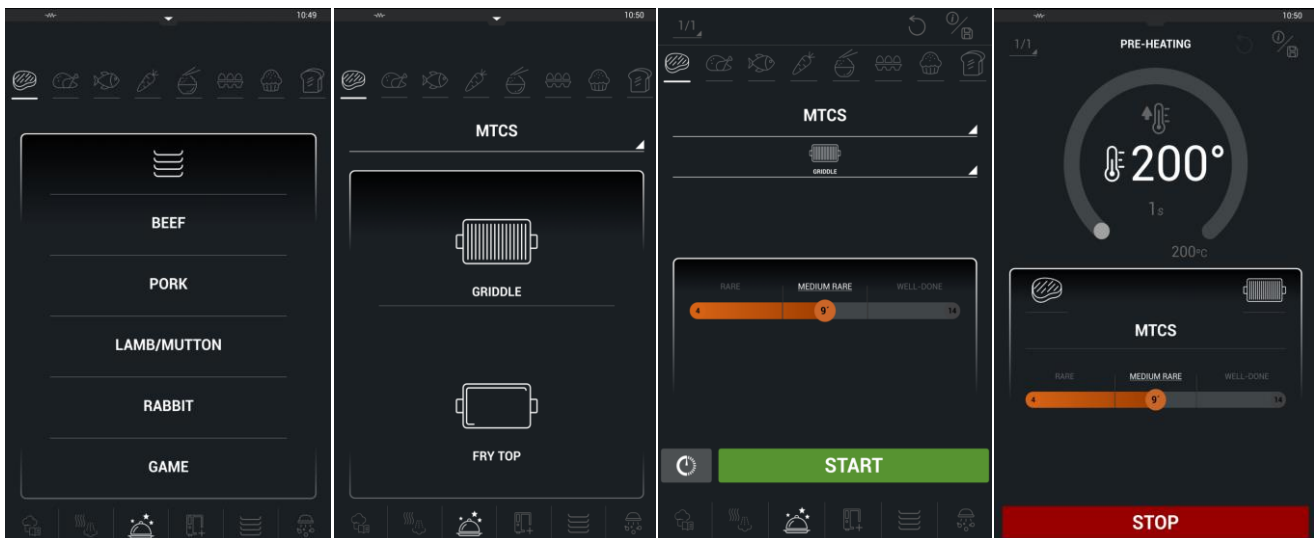 10:49
BEEF
PORK
LAMB/MUTTON
RABBIT
GAME
10:50
MTCS
GRIDDLE
FRY TOP
1/1
MTCS
GRIDDLE
RARE MEDIUM RARE WELL-DONE
4 9' 14
START
10:50
1/1 PRE-HEATING
200°
1s
200°C
MTCS
RARE MEDIUM RARE WELL-DONE
4 9' 14
STOP